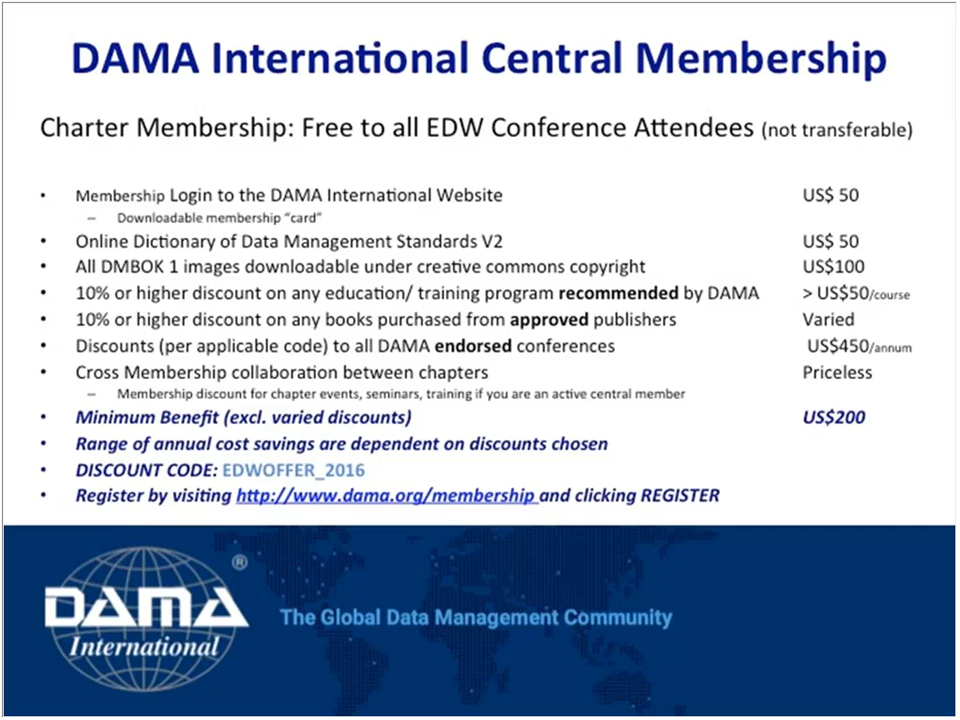 DAMA International Central Membership
Charter Membership: Free to all EDW Conference Attendees (not transferable)
• Membership Login to the DAMA International Website US$ 50
– Downloadable membership “card”
• Online Dictionary of Data Management Standards V2 US$ 50
• All DMBOK 1 images downloadable under creative commons copyright US$100
• 10% or higher discount on any education/ training program recommended by DAMA > US$50/course
• 10% or higher discount on any books purchased from approved publishers Varied
• Discounts (per applicable code) to all DAMA endorsed conferences US$450/annum
• Cross Membership collaboration between chapters Priceless
– Membership discount for chapter events, seminars, training if you are an active central member
• Minimum Benefit (excl. varied discounts) US$200
• Range of annual cost savings are dependent on discounts chosen
• DISCOUNT CODE: EDWOFFER_2016
• Register by visiting http://www.dama.org/membership and clicking REGISTER
DAMA ®
International
The Global Data Management Community